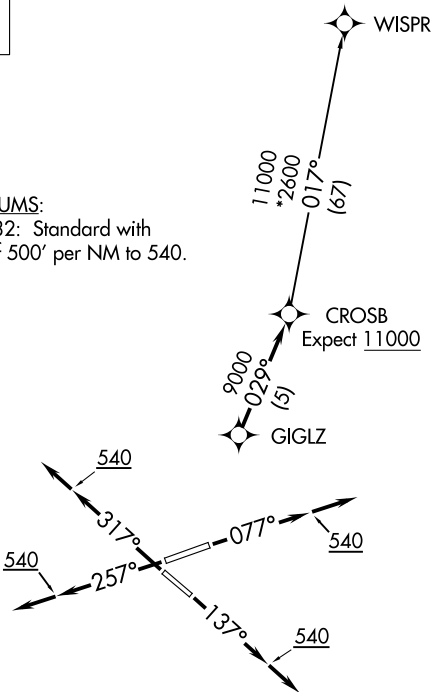 WISPR
11000
*2600
017°
(67)
UMS:
32: Standard with
500' per NM to 540.
CROSB
Expect 11000
9000
029°
(5)
GIGLZ
540
317°
077°
540
540
257°
137°
540